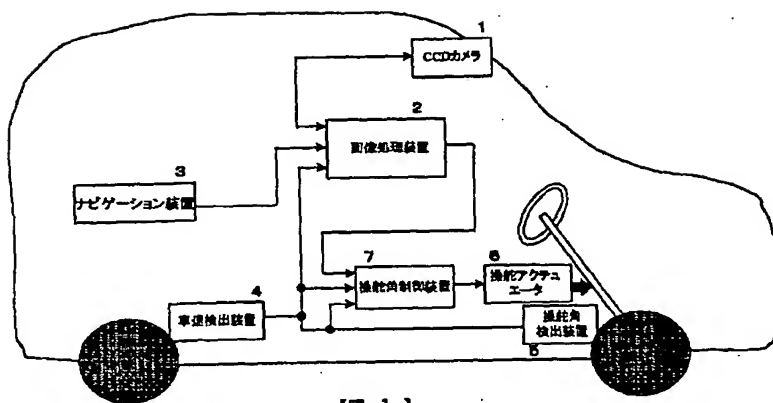 1
CCDカメラ
2
画像処理装置
3
ナビゲーション装置
7
操舵角制御装置
6
操舵アクチュ
エータ
4
車速検出装置
操舵角
検出装置
5